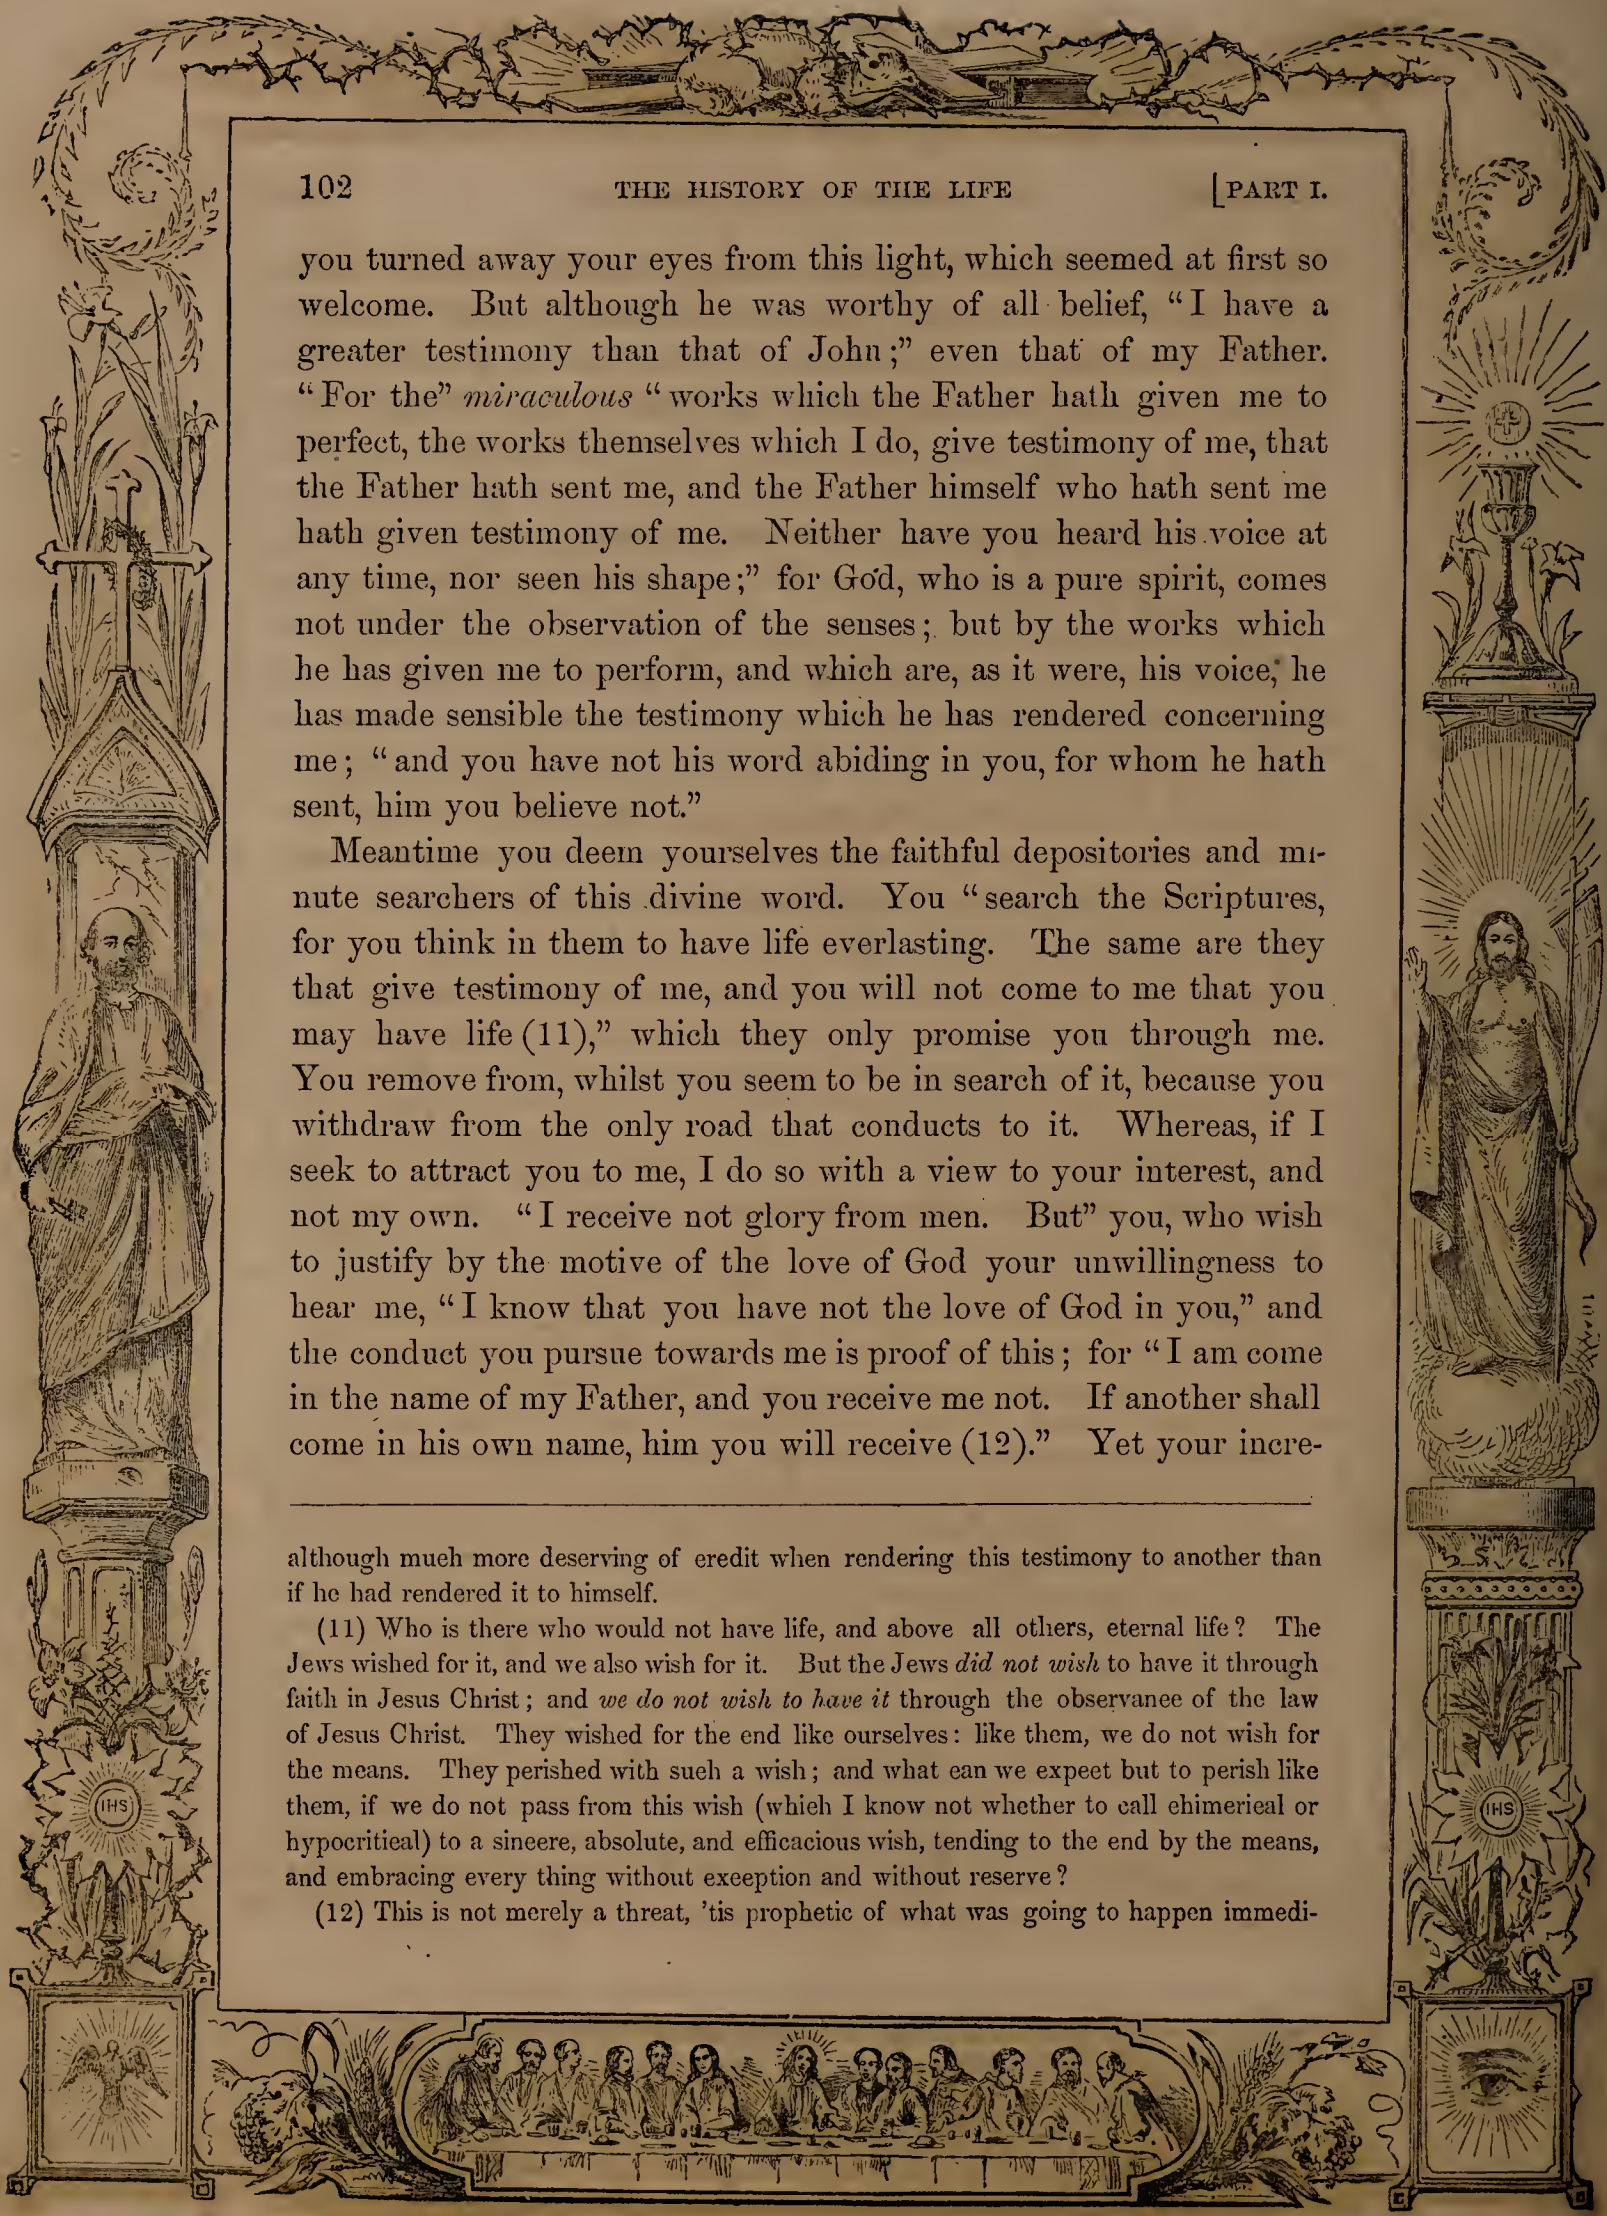 102 THE HISTORY OF THE LIFE [PART I.
you turned away your eyes from this light, which seemed at first so
welcome. But although he was worthy of all belief, “I have a
greater testimony than that of John;” even that of my Father.
“For the” miraculous “works which the Father hath given me to
perfect, the works themselves which I do, give testimony of me, that
the Father hath sent me, and the Father himself who hath sent me
hath given testimony of me. Neither have you heard his voice at
any time, nor seen his shape;” for God, who is a pure spirit, comes
not under the observation of the senses; but by the works which
he has given me to perform, and which are, as it were, his voice, he
has made sensible the testimony which he has rendered concerning
me; “and you have not his word abiding in you, for whom he hath
sent, him you believe not.”
Meantime you deem yourselves the faithful depositories and mi-
nute searchers of this divine word. You “search the Scriptures,
for you think in them to have life everlasting. The same are they
that give testimony of me, and you will not come to me that you
may have life (11),” which they only promise you through me.
You remove from, whilst you seem to be in search of it, because you
withdraw from the only road that conducts to it. Whereas, if I
seek to attract you to me, I do so with a view to your interest, and
not my own. “I receive not glory from men. But” you, who wish
to justify by the motive of the love of God your unwillingness to
hear me, “I know that you have not the love of God in you,” and
the conduct you pursue towards me is proof of this; for “I am come
in the name of my Father, and you receive me not. If another shall
come in his own name, him you will receive (12).” Yet your incre-
although much more deserving of credit when rendering this testimony to another than
if he had rendered it to himself.
(11) Who is there who would not have life, and above all others, eternal life? The
Jews wished for it, and we also wish for it. But the Jews did not wish to have it through
faith in Jesus Christ; and we do not wish to have it through the observance of the law
of Jesus Christ. They wished for the end like ourselves: like them, we do not wish for
the means. They perished with such a wish; and what can we expect but to perish like
them, if we do not pass from this wish (which I know not whether to call chimerical or
hypocritical) to a sincere, absolute, and efficacious wish, tending to the end by the means,
and embracing every thing without exception and without reserve?
(12) This is not merely a threat, ’tis prophetic of what was going to happen immedi-
IHS
IHS